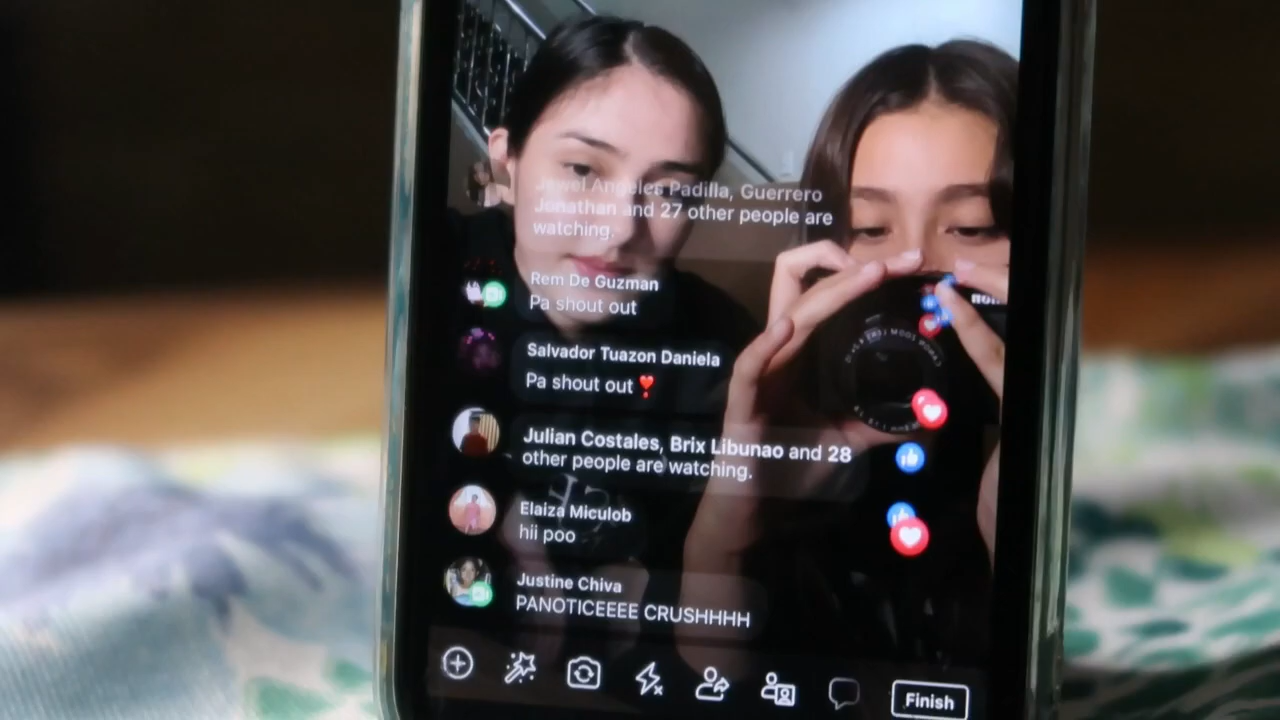 Jewel Angeles Padilla, Guerrero
Jonathan and 27 other people are
watching.
Rem De Guzman
Pa shout out
Salvador Tuazon Daniela
Pa shout out
Julian Costales, Brix Libunao and 28
other people are watching.
Elaiza Miculob
hii poo
Justine Chiva
PANOTICEEEE CRUSHHHH
Finish